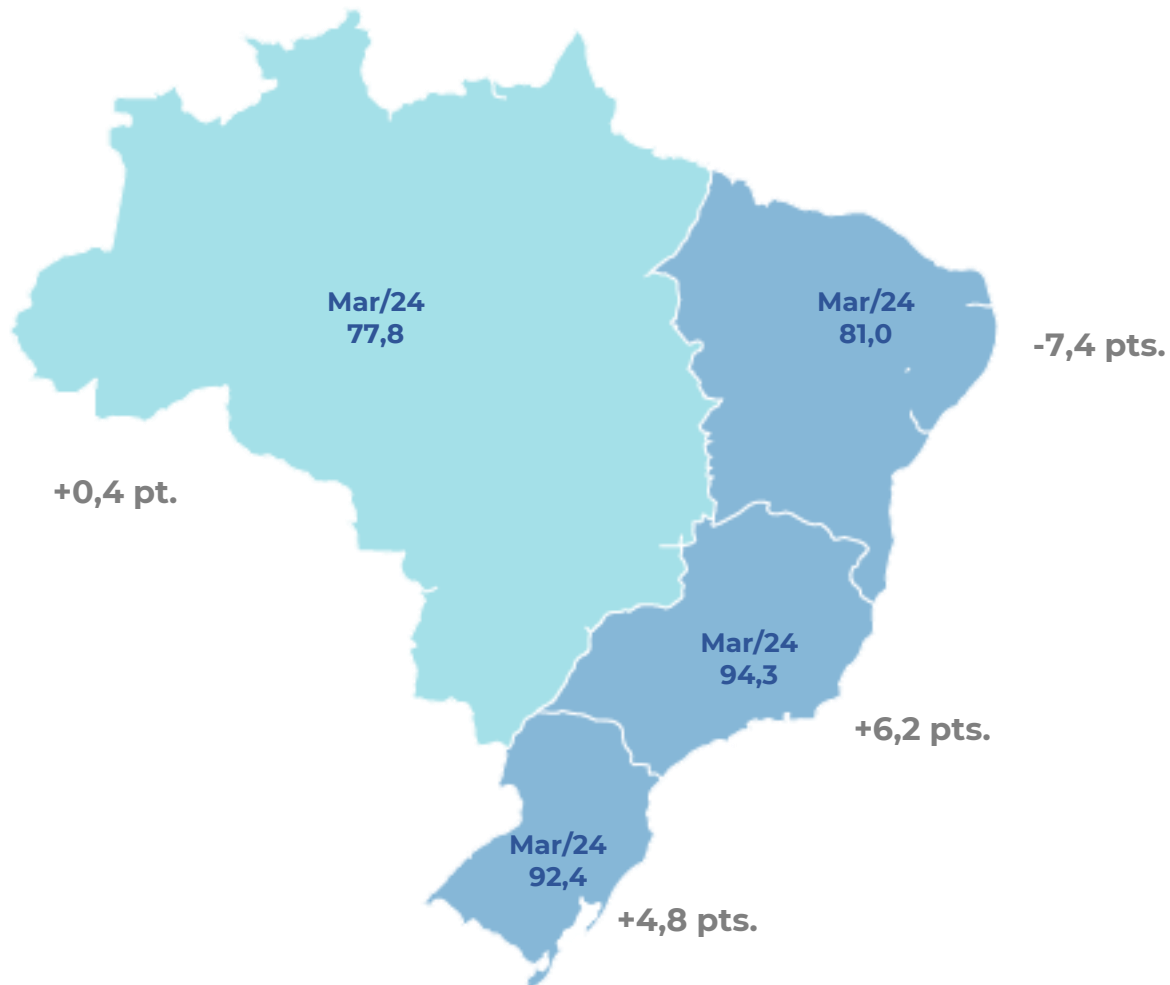 Mar/24
77,8
Mar/24
81,0
-7,4 pts.
+0,4 pt.
Mar/24
94,3
+6,2 pts.
Mar/24
92,4
+4,8 pts.